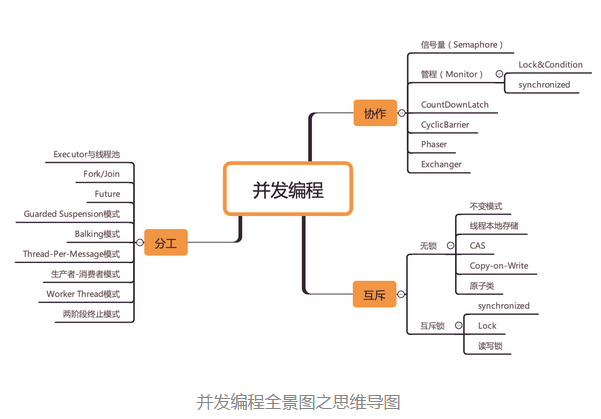 并发编程
协作
信号量（Semaphore）
管程（Monitor）
Lock&Condition
synchronized
CountDownLatch
CyclicBarrier
Phaser
Exchanger
分工
Executor与线程池
Fork/Join
Future
Guarded Suspension模式
Balking模式
Thread-Per-Message模式
生产者-消费者模式
Worker Thread模式
两阶段终止模式
互斥
无锁
不变模式
线程本地存储
CAS
Copy-on-Write
原子类
互斥锁
synchronized
Lock
读写锁
并发编程全景图之思维导图